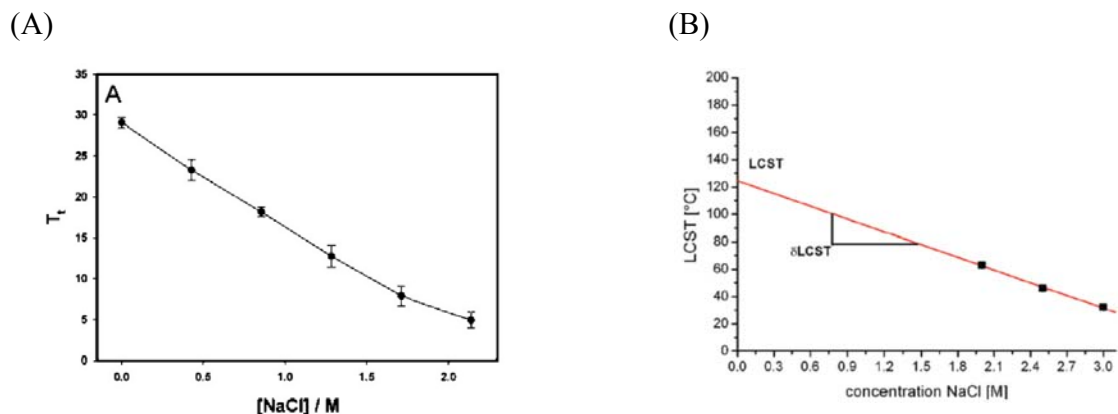 (A)
A
35
30
25
20
15
10
5
0
T_t
0.0 0.5 1.0 1.5 2.0
[NaCl] / M
(B)
200
180
160
140
120
100
80
60
40
20
0
LCST [°C]
LCST
δLCST
0.0 0.3 0.6 0.9 1.2 1.5 1.8 2.1 2.4 2.7 3.0
concentration NaCl [M]